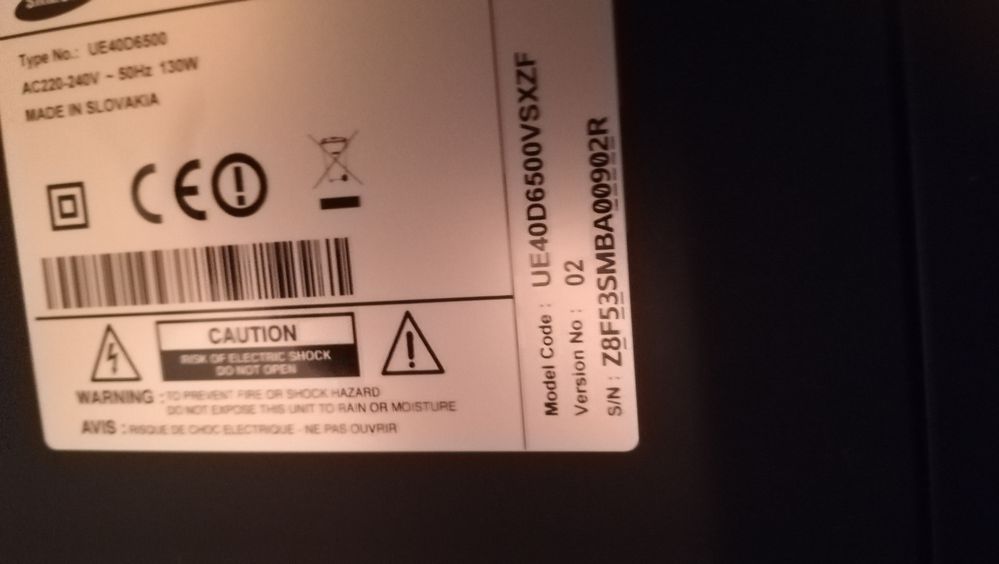 Type No.: UE40D6500
AC220-240V ~ 50Hz 130W
MADE IN SLOVAKIA
CE
CAUTION
RISK OF ELECTRIC SHOCK
DO NOT OPEN
WARNING : TO PREVENT FIRE OR SHOCK HAZARD
DO NOT EXPOSE THIS UNIT TO RAIN OR MOISTURE
AVIS : RISQUE DE CHOC ELECTRIQUE - NE PAS OUVRIR
Model Code : UE40D6500VSXZF
Version No : 02
S/N : Z8F53SMBA00902R